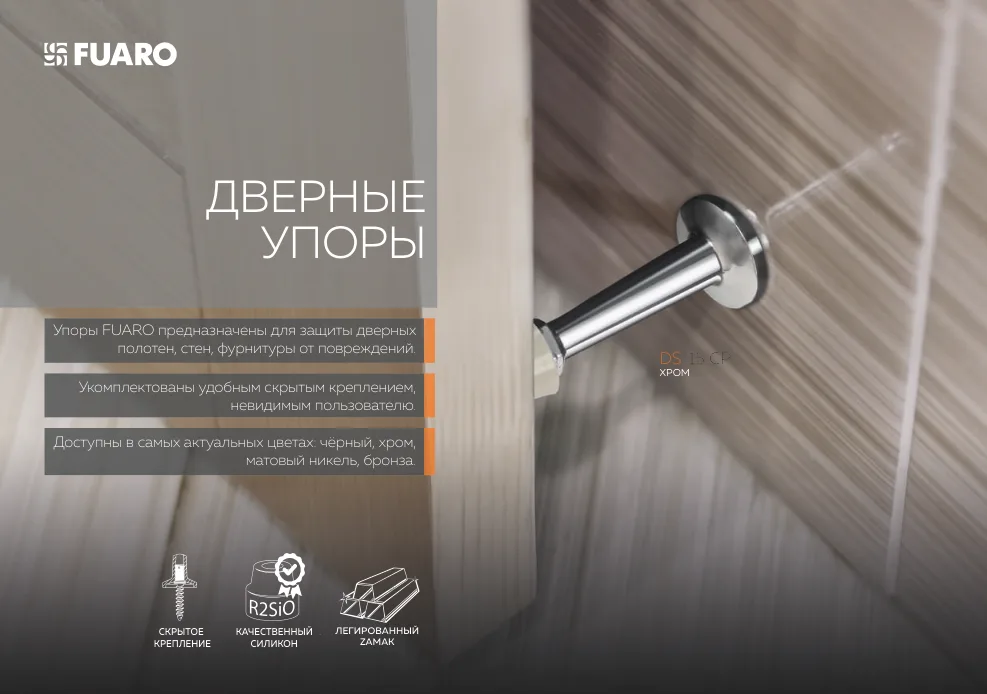 FUARO
ДВЕРНЫЕ
УПОРЫ
Упоры FUARO предназначены для защиты дверных
полотен, стен, фурнитуры от повреждений.
Укомплектованы удобным скрытым креплением,
невидимым пользователю.
Доступны в самых актуальных цветах: чёрный, хром,
матовый никель, бронза.
DS 15 CP
ХРОМ
R2SiO
СКРЫТОЕ
КРЕПЛЕНИЕ
КАЧЕСТВЕННЫЙ
СИЛИКОН
ЛЕГИРОВАННЫЙ
ZAMAK